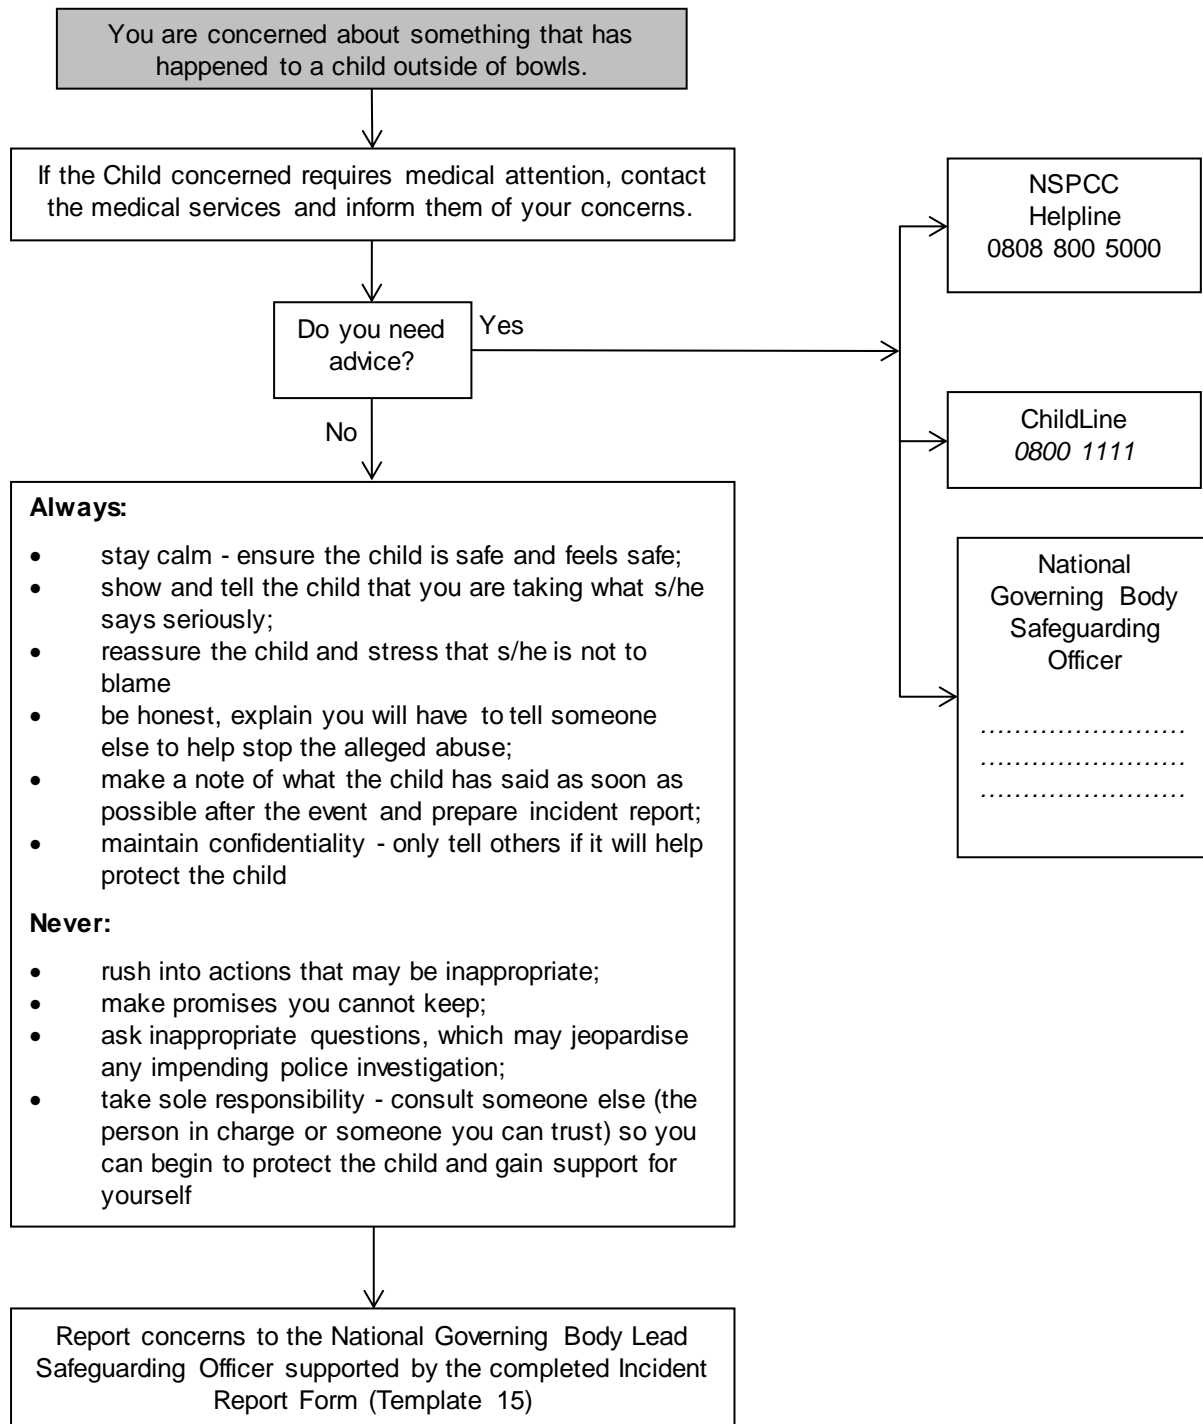 You are concerned about something that has
happened to a child outside of bowls.
If the Child concerned requires medical attention, contact
the medical services and inform them of your concerns.
Do you need
advice?
Yes
No
NSPCC
Helpline
0808 800 5000
ChildLine
0800 1111
National
Governing Body
Safeguarding
Officer
........................
........................
........................
Always:
• stay calm - ensure the child is safe and feels safe;
• show and tell the child that you are taking what s/he
says seriously;
• reassure the child and stress that s/he is not to
blame
• be honest, explain you will have to tell someone
else to help stop the alleged abuse;
• make a note of what the child has said as soon as
possible after the event and prepare incident report;
• maintain confidentiality - only tell others if it will help
protect the child
Never:
• rush into actions that may be inappropriate;
• make promises you cannot keep;
• ask inappropriate questions, which may jeopardise
any impending police investigation;
• take sole responsibility - consult someone else (the
person in charge or someone you can trust) so you
can begin to protect the child and gain support for
yourself
Report concerns to the National Governing Body Lead
Safeguarding Officer supported by the completed Incident
Report Form (Template 15)